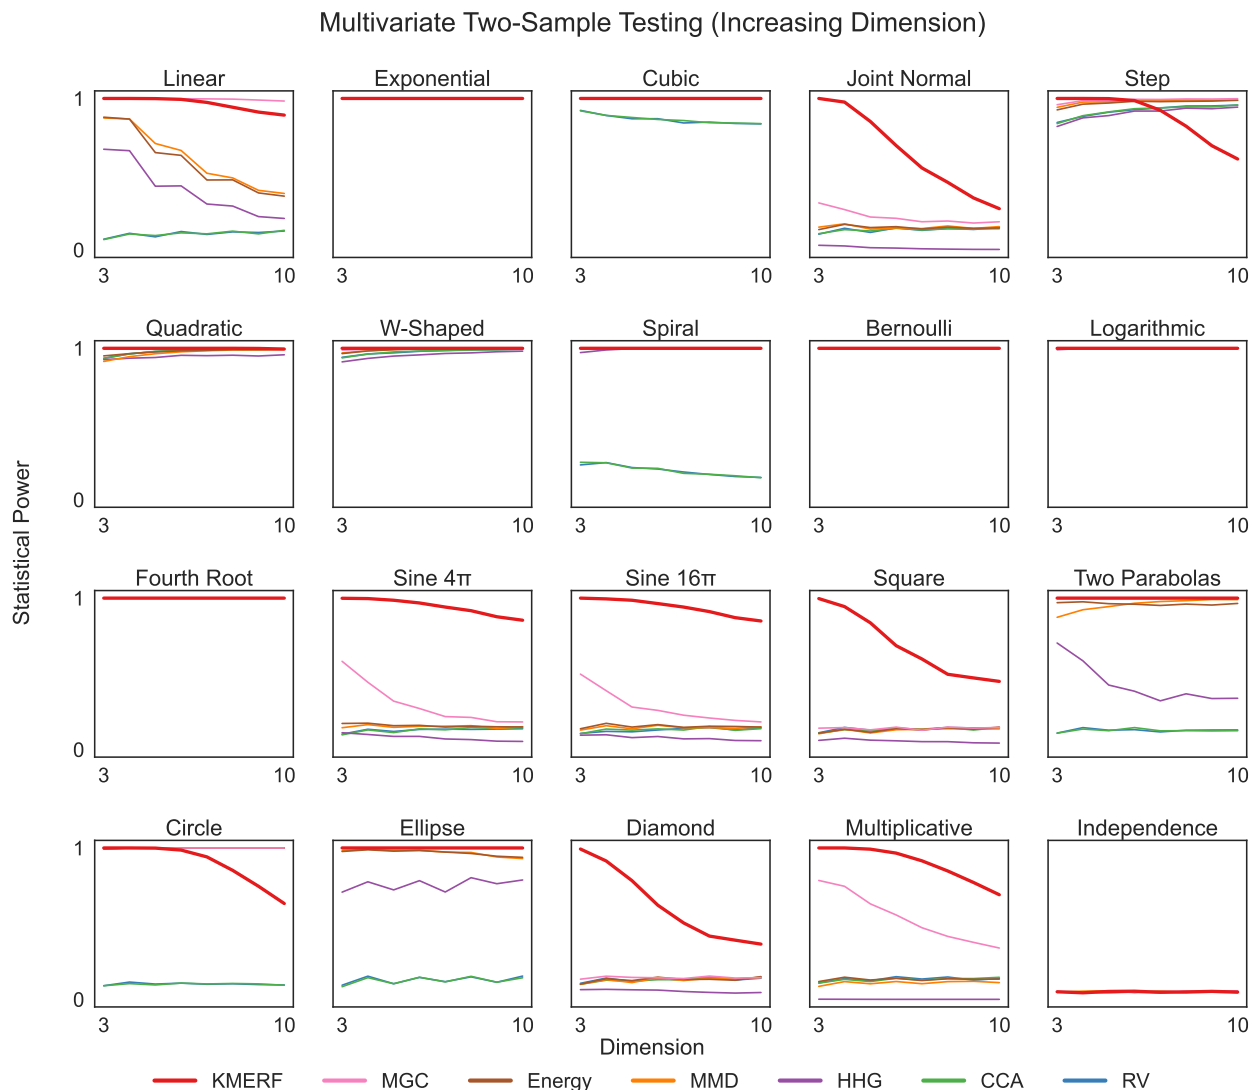 Multivariate Two-Sample Testing (Increasing Dimension)
Linear Exponential Cubic Joint Normal Step
1
0
3 10 3 10 3 10 3 10 3 10
Quadratic W-Shaped Spiral Bernoulli Logarithmic
1
0
3 10 3 10 3 10 3 10 3 10
Statistical Power
Fourth Root Sine 4π Sine 16π Square Two Parabolas
1
0
3 10 3 10 3 10 3 10 3 10
Circle Ellipse Diamond Multiplicative Independence
1
0
3 10 3 10 3 10 3 10 3 10
Dimension
KMERF MGC Energy MMD HHG CCA RV